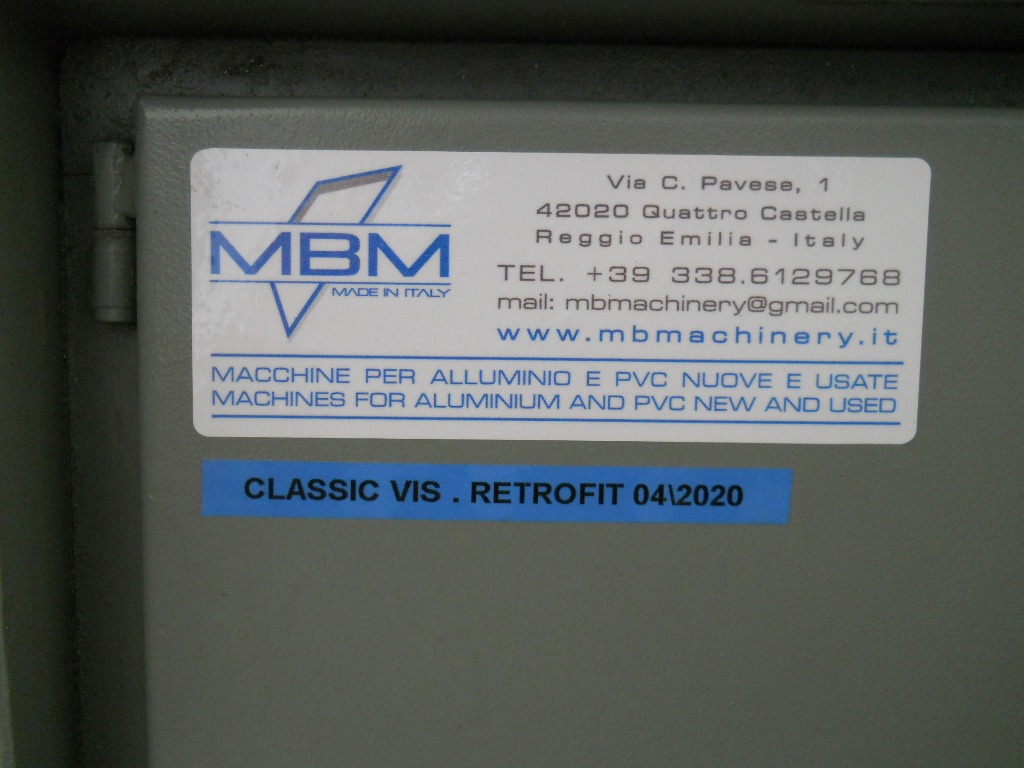 MBM
MADE IN ITALY
Via C. Pavese, 1
42020 Quattro Castella
Reggio Emilia - Italy
TEL. +39 338.6129768
mail: mbmachinery@gmail.com
www.mbmachinery.it
MACCHINE PER ALLUMINIO E PVC NUOVE E USATE
MACHINES FOR ALUMINIUM AND PVC NEW AND USED
CLASSIC VIS . RETROFIT 04\2020